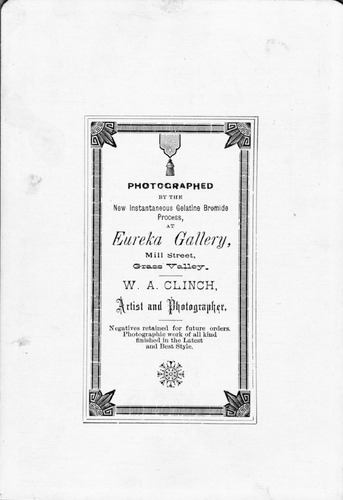 PHOTOGRAPHED
BY THE
New Instantaneous Gelatine Bromide
Process,
AT
Eureka Gallery,
Mill Street,
Grass Valley.
W. A. CLINCH,
Artist and Photographer.
Negatives retained for future orders.
Photographic work of all kind
finished in the Latest
and Best Style.